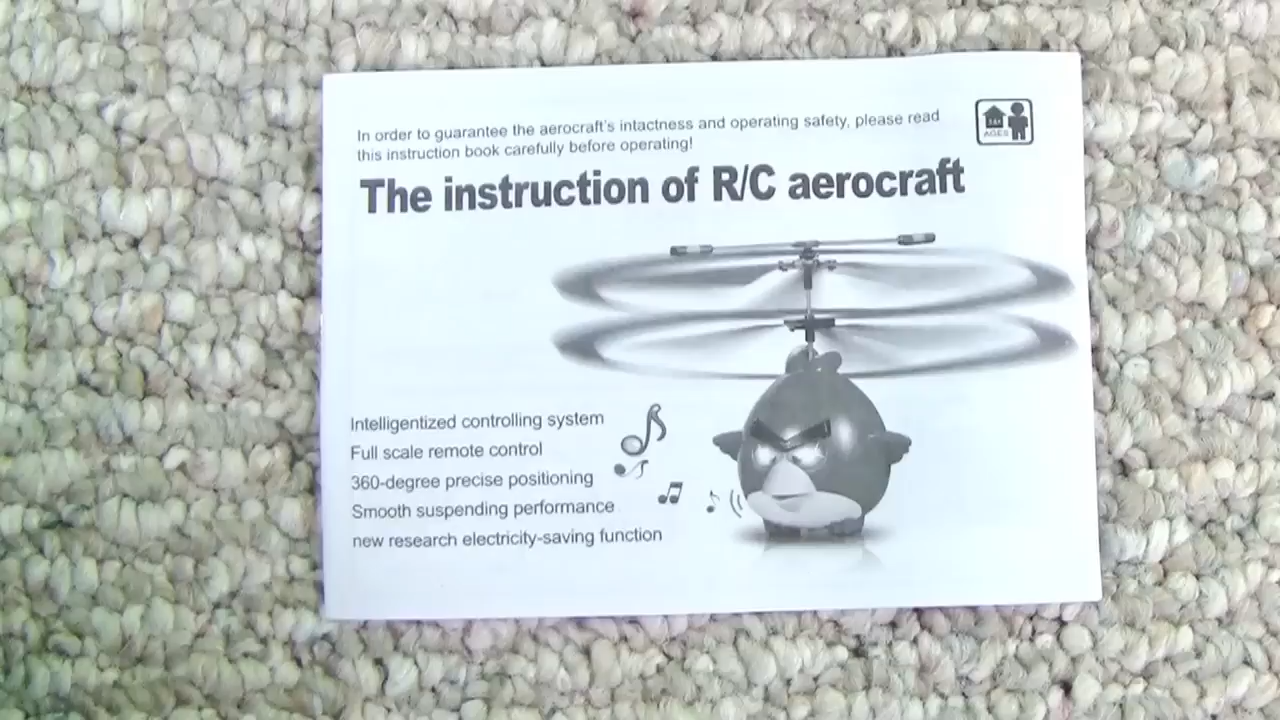 In order to guarantee the aerocraft's intactness and operating safety, please read
this instruction book carefully before operating!
AGES
The instruction of R/C aerocraft
Intelligentized controlling system
Full scale remote control
360-degree precise positioning
Smooth suspending performance
new research electricity-saving function